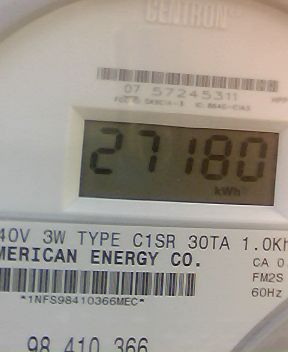 CENTRON
07 57245311
27180
kWh
40V 3W TYPE C1SR 30TA 1.0Kh
MERICAN ENERGY CO.
CA 0
FM2S
60Hz
*1NFS98410366MEC*
98 410 366